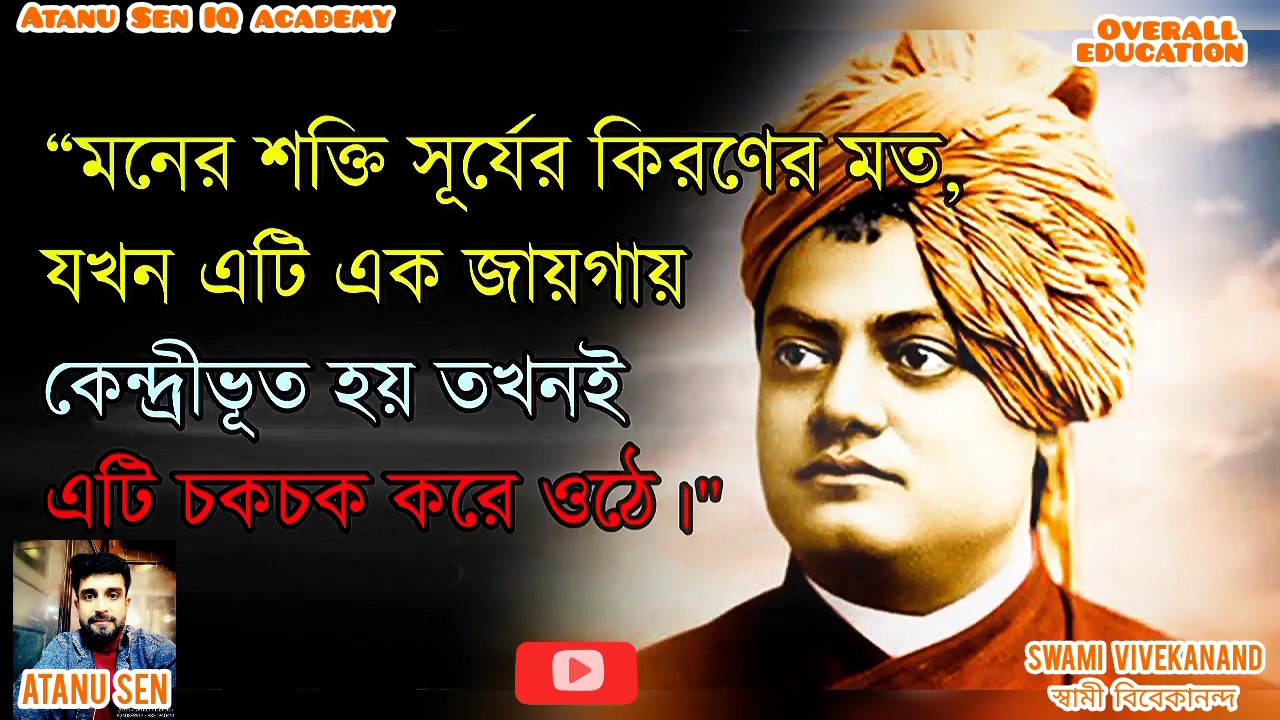 Atanu Sen IQ academy
Overall
education
“মনের শক্তি সূর্যের কিরণের মত,
যখন এটি এক জায়গায়
কেন্দ্রীভূত হয় তখনই
এটি চকচক করে ওঠে।"
ATANU SEN
SWAMI VIVEKANAND
স্বামী বিবেকানন্দ